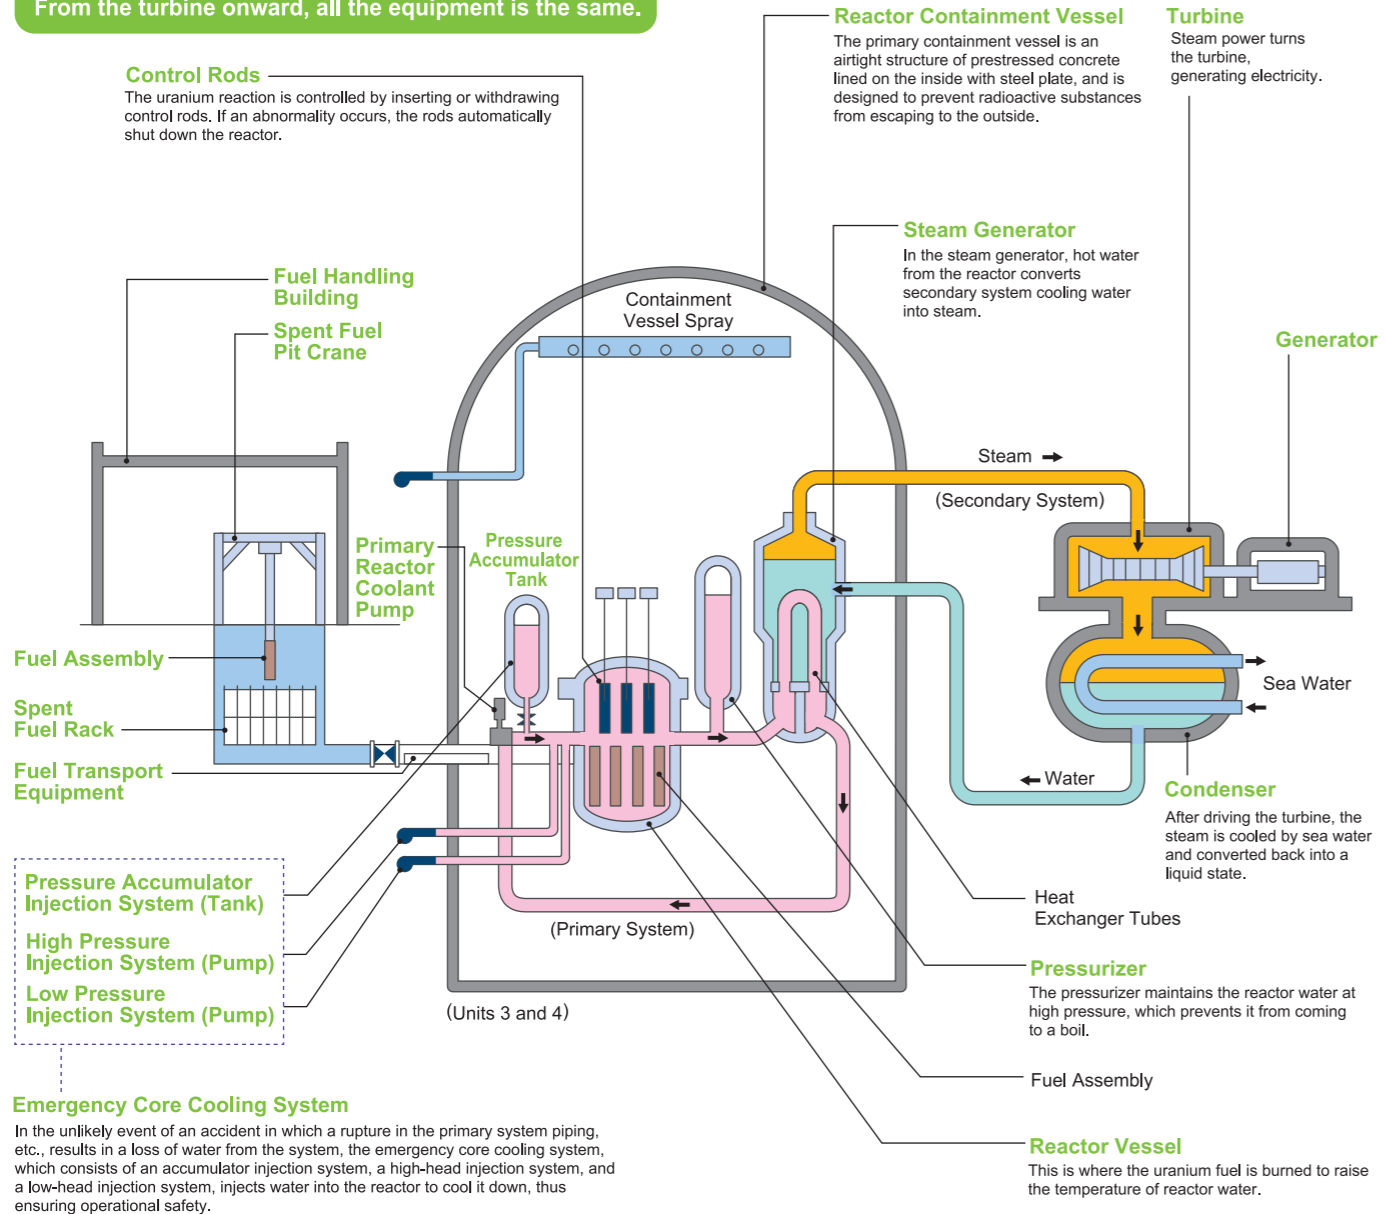 From the turbine onward, all the equipment is the same.
Reactor Containment Vessel
The primary containment vessel is an
airtight structure of prestressed concrete
lined on the inside with steel plate, and is
designed to prevent radioactive substances
from escaping to the outside.
Turbine
Steam power turns
the turbine,
generating electricity.
Control Rods
The uranium reaction is controlled by inserting or withdrawing
control rods. If an abnormality occurs, the rods automatically
shut down the reactor.
Steam Generator
In the steam generator, hot water
from the reactor converts
secondary system cooling water
into steam.
Fuel Handling
Building
Spent Fuel
Pit Crane
Containment
Vessel Spray
Generator
Steam
(Secondary System)
Primary
Reactor
Coolant
Pump
Pressure
Accumulator
Tank
Fuel Assembly
Spent
Fuel Rack
Fuel Transport
Equipment
Sea Water
Water
Condenser
After driving the turbine, the
steam is cooled by sea water
and converted back into a
liquid state.
Pressure Accumulator
Injection System (Tank)
High Pressure
Injection System (Pump)
Low Pressure
Injection System (Pump)
(Primary System)
Heat
Exchanger Tubes
Pressurizer
The pressurizer maintains the reactor water at
high pressure, which prevents it from coming
to a boil.
(Units 3 and 4)
Fuel Assembly
Emergency Core Cooling System
In the unlikely event of an accident in which a rupture in the primary system piping,
etc., results in a loss of water from the system, the emergency core cooling system,
which consists of an accumulator injection system, a high-head injection system, and
a low-head injection system, injects water into the reactor to cool it down, thus
ensuring operational safety.
Reactor Vessel
This is where the uranium fuel is burned to raise
the temperature of reactor water.